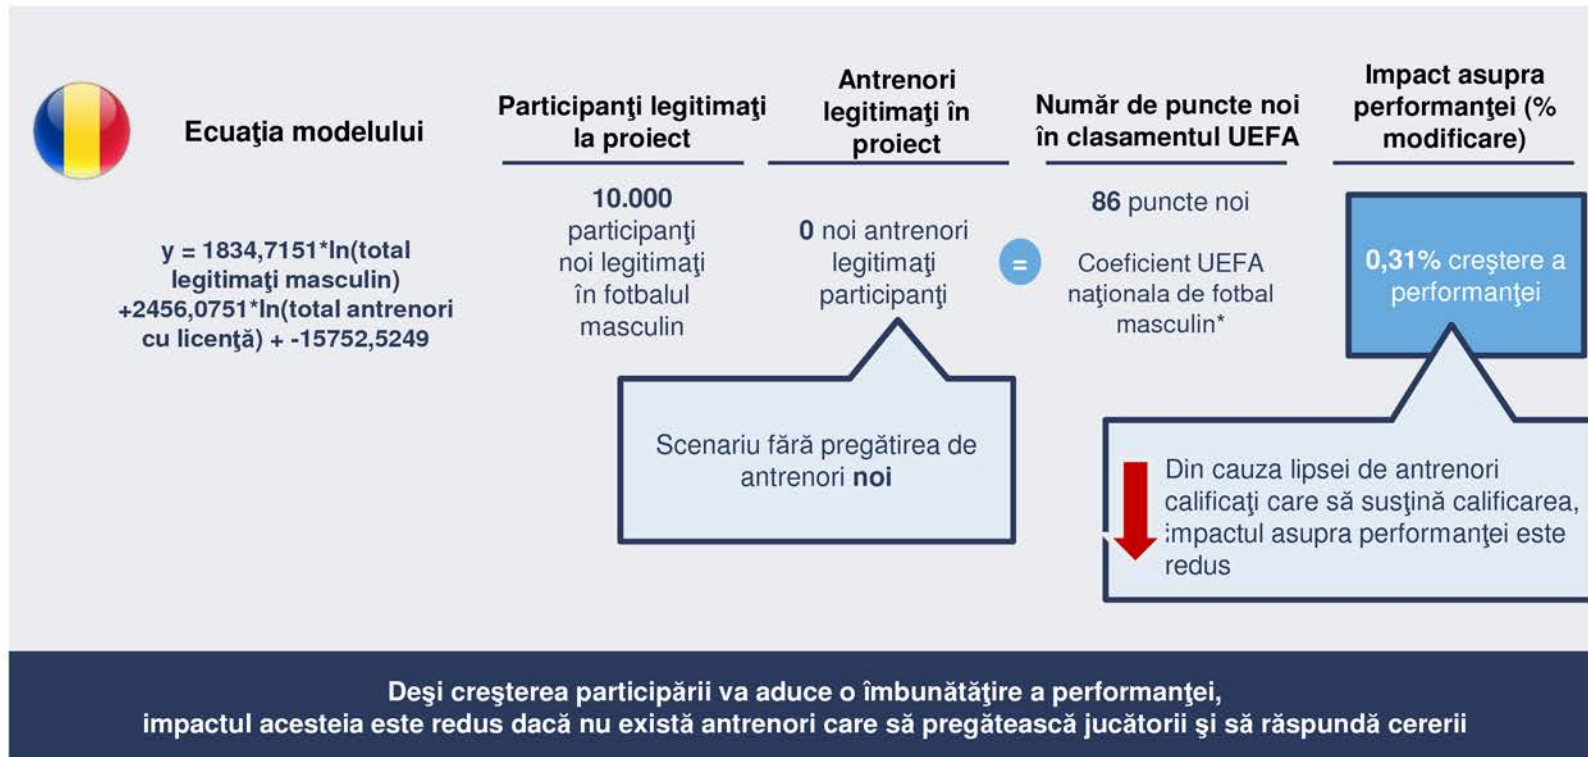 Ecuaţia modelului
y = 1834,7151*ln(total
legitimaţi masculin)
+2456,0751*ln(total antrenori
cu licenţă) + -15752,5249
Participanţi legitimaţi
la proiect
10.000
participanţi
noi legitimaţi
în fotbalul
masculin
Antrenori
legitimaţi în
proiect
0 noi antrenori
legitimaţi
participanţi
=
Număr de puncte noi
în clasamentul UEFA
86 puncte noi
Coeficient UEFA
naţionala de fotbal
masculin*
Impact asupra
performanţei (%
modificare)
0,31% creştere a
performanţei
Scenariu fără pregătirea de
antrenori noi
Din cauza lipsei de antrenori
calificaţi care să susţină calificarea,
impactul asupra performanţei este
redus
Deşi creşterea participării va aduce o îmbunătăţire a performanţei,
impactul acesteia este redus dacă nu există antrenori care să pregătească jucătorii şi să răspundă cererii